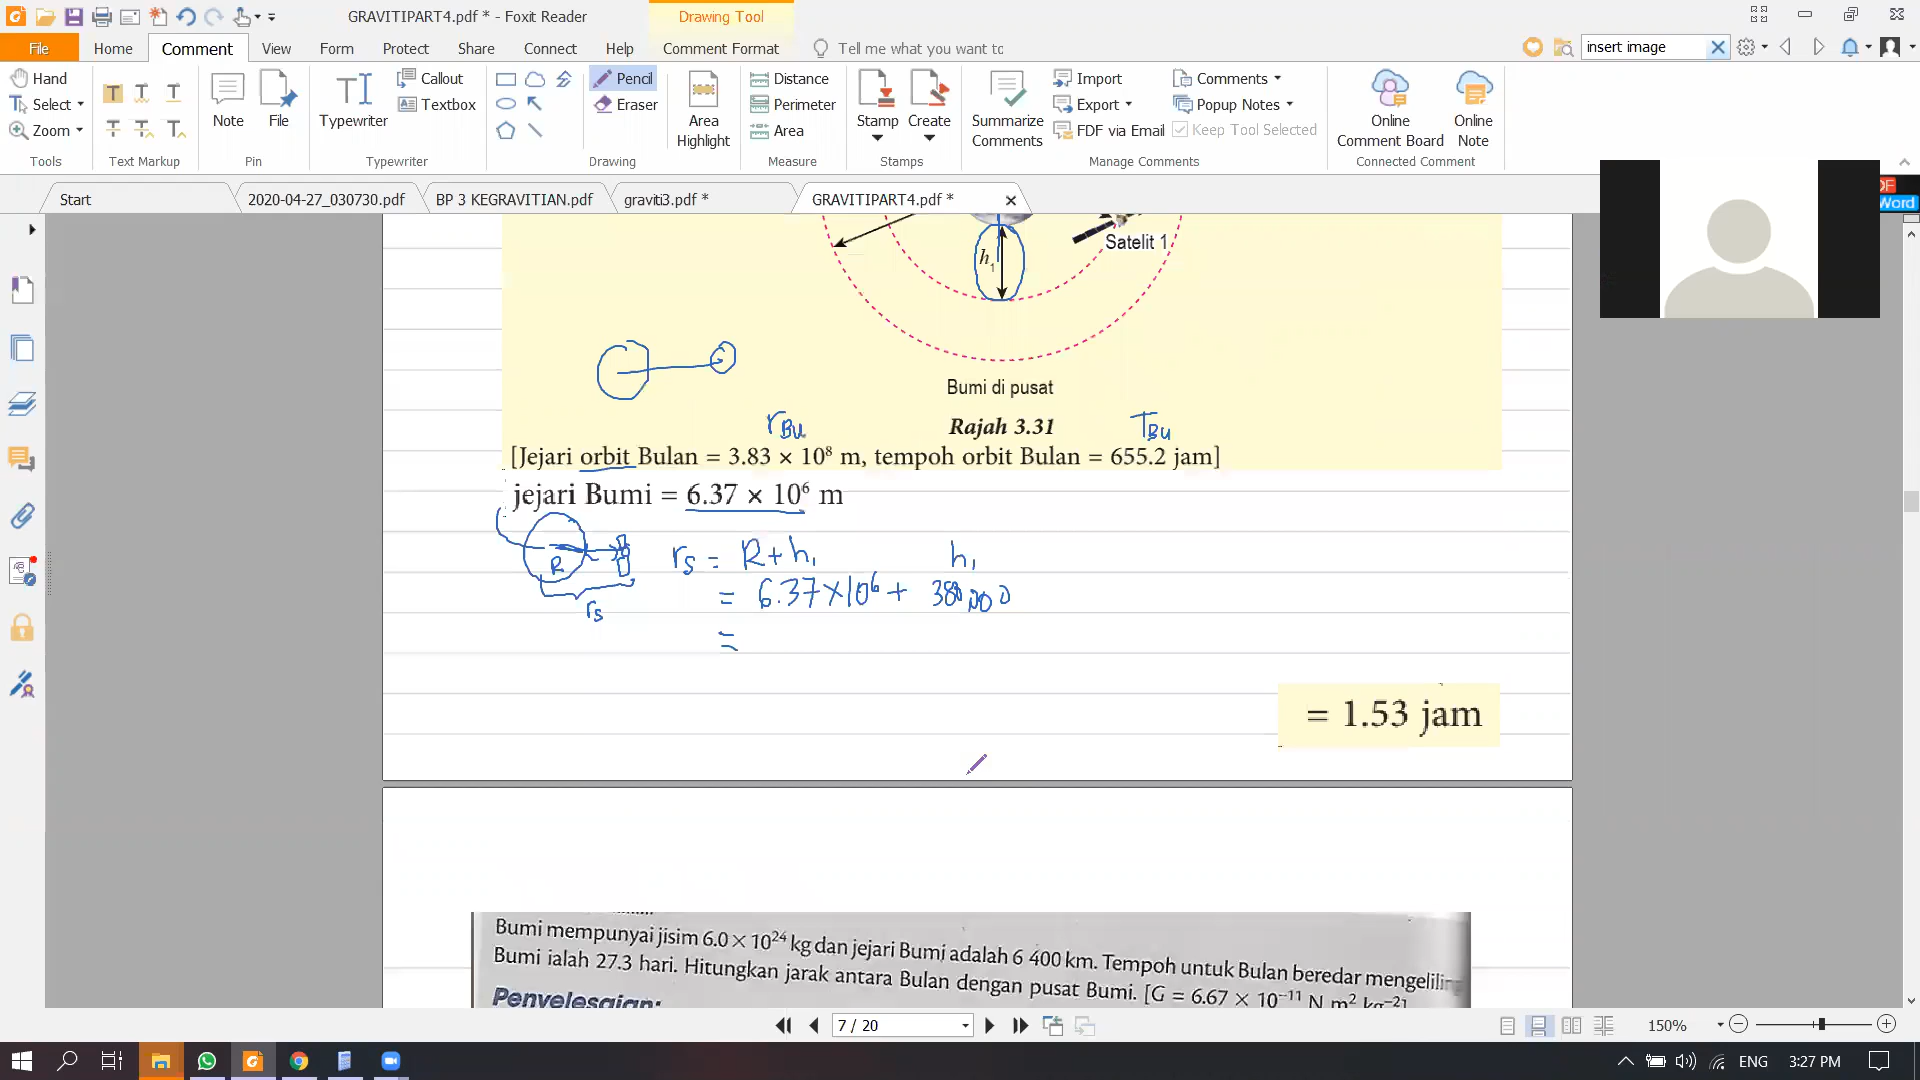 GRAVITIPART4.pdf * - Foxit Reader
Drawing Tool
File Home Comment View Form Protect Share Connect Help Comment Format Tell me what you want to
insert image
Hand
Select
Zoom
Tools
Text Markup
Note
File
Pin
Typewriter
Callout
Textbox
Typewriter
Pencil
Eraser
Drawing
Area
Highlight
Distance
Perimeter
Area
Measure
Stamp
Create
Stamps
Summarize
Comments
Import
Export
FDF via Email
Comments
Popup Notes
Keep Tool Selected
Manage Comments
Online
Comment Board
Online
Note
Connected Comment
Start
2020-04-27_030730.pdf
BP 3 KEGRAVITIAN.pdf
graviti3.pdf *
GRAVITIPART4.pdf *
Word
Satelit 1
h1
Bumi di pusat
rBu
Rajah 3.31
TBu
[Jejari orbit Bulan = 3.83 × 10⁸ m, tempoh orbit Bulan = 655.2 jam]
jejari Bumi = 6.37 × 10⁶ m
R
rs
rs = R + h1
h1
= 6.37 × 10⁶ + 380 000
=
= 1.53 jam
Bumi mempunyai jisim 6.0 × 10²⁴ kg dan jejari Bumi adalah 6 400 km. Tempoh untuk Bulan beredar
Bumi ialah 27.3 hari. Hitungkan jarak antara Bulan dengan pusat Bumi. [G = 6.67 × 10⁻¹¹ N m² kg⁻²]
Penyelesaian:
7 / 20
150%
ENG
3:27 PM